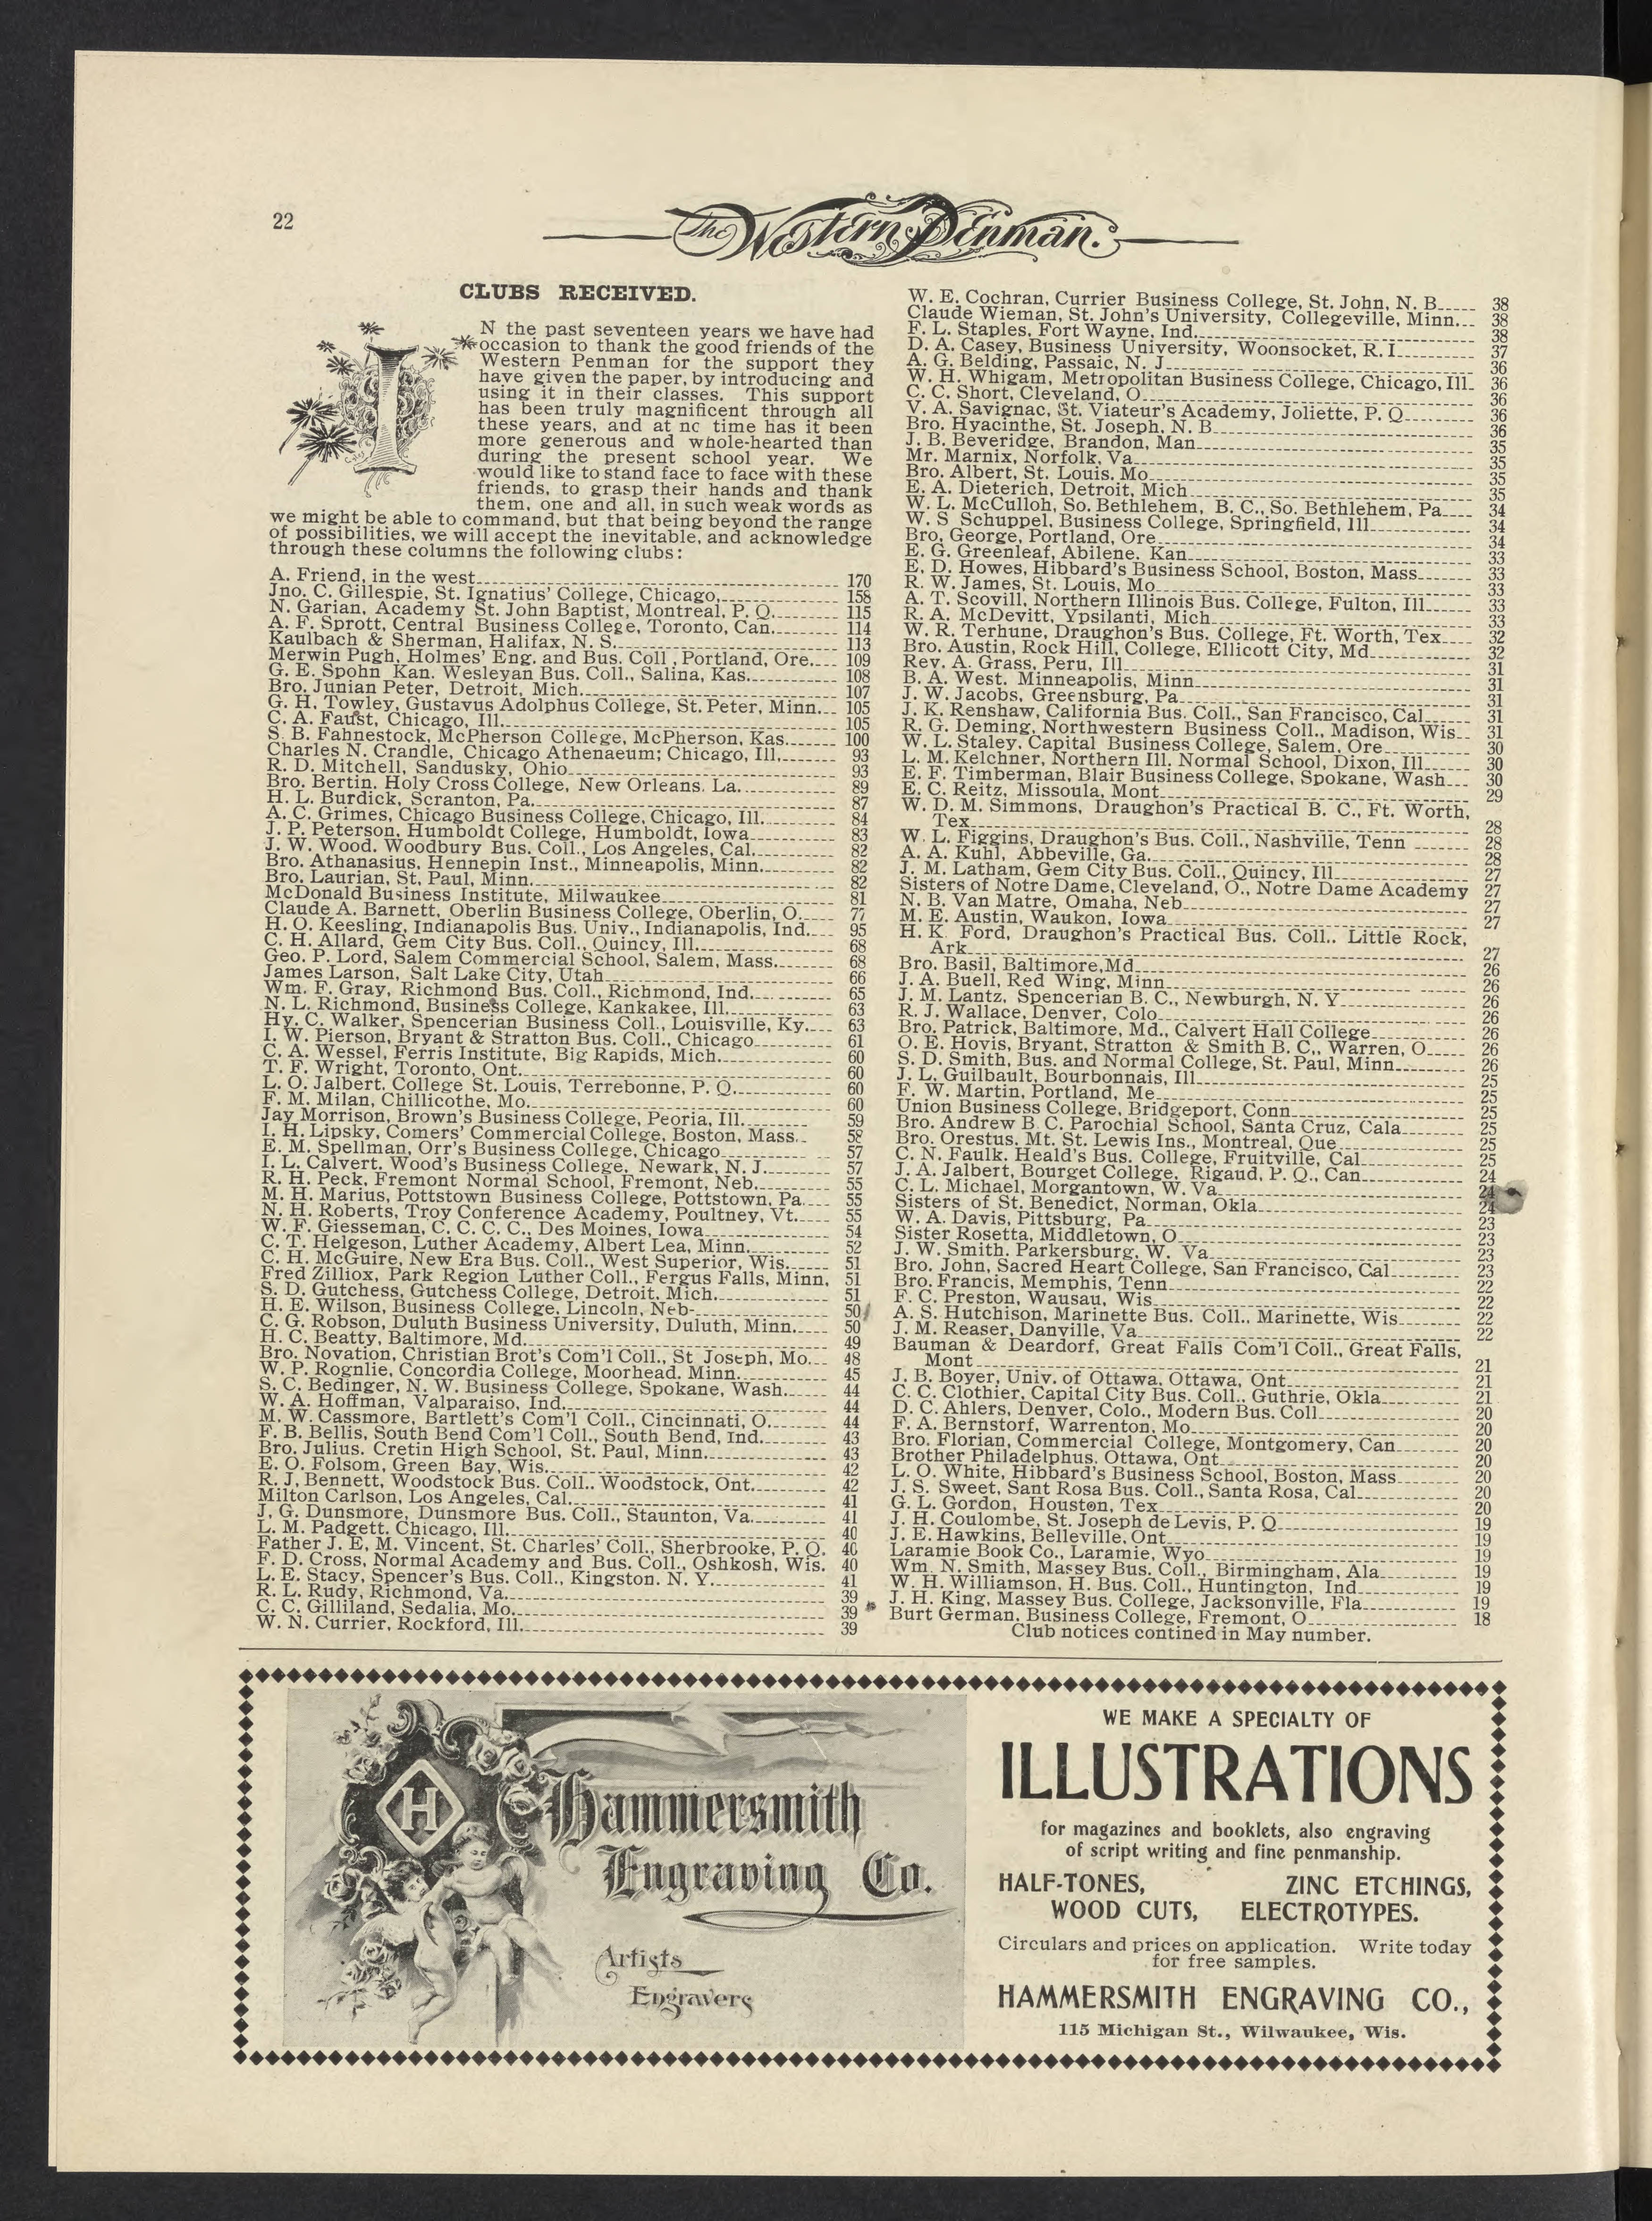 22
The Western Penman.
CLUBS RECEIVED.
IN the past seventeen years we have had
occasion to thank the good friends of the
Western Penman for the support they
have given the paper, by introducing and
using it in their classes. This support
has been truly magnificent through all
these years, and at nc time has it been
more generous and whole-hearted than
during the present school year. We
would like to stand face to face with these
friends, to grasp their hands and thank
them, one and all, in such weak words as
we might be able to command, but that being beyond the range
of possibilities, we will accept the inevitable, and acknowledge
through these columns the following clubs:
A. Friend, in the west 170
Jno. C. Gillespie, St. Ignatius' College, Chicago, 158
N. Garian, Academy St. John Baptist, Montreal, P. Q. 115
A. F. Sprott, Central Business College, Toronto, Can. 114
Kaulbach & Sherman, Halifax, N. S. 113
Merwin Pugh, Holmes' Eng. and Bus. Coll, Portland, Ore. 109
G. E. Spohn Kan. Wesleyan Bus. Coll., Salina, Kas. 108
Bro. Junian Peter, Detroit, Mich. 107
G. H. Towley, Gustavus Adolphus College, St. Peter, Minn. 105
C. A. Faust, Chicago, Ill. 105
S. B. Fahnestock, McPherson College, McPherson, Kas. 100
Charles N. Crandle, Chicago Athenaeum; Chicago, Ill. 93
R. D. Mitchell, Sandusky, Ohio 93
Bro. Bertin, Holy Cross College, New Orleans. La. 89
H. L. Burdick, Scranton, Pa. 87
A. C. Grimes, Chicago Business College, Chicago, Ill. 84
J. P. Peterson, Humboldt College, Humboldt, Iowa 83
J. W. Wood. Woodbury Bus. Coll., Los Angeles, Cal. 82
Bro. Athanasius, Hennepin Inst., Minneapolis, Minn. 82
Bro. Laurian, St. Paul, Minn. 82
McDonald Business Institute, Milwaukee 81
Claude A. Barnett, Oberlin Business College, Oberlin, O. 77
H. O. Keesling, Indianapolis Bus. Univ., Indianapolis, Ind. 95
C. H. Allard, Gem City Bus. Coll., Quincy, Ill. 68
Geo. P. Lord, Salem Commercial School, Salem, Mass. 68
James Larson, Salt Lake City, Utah 66
Wm. F. Gray, Richmond Bus. Coll., Richmond, Ind. 65
N. L. Richmond, Business College, Kankakee, Ill. 63
Hy. C. Walker, Spencerian Business Coll., Louisville, Ky. 63
I. W. Pierson, Bryant & Stratton Bus. Coll., Chicago 61
C. A. Wessel, Ferris Institute, Big Rapids, Mich. 60
T. F. Wright, Toronto, Ont. 60
L. O. Jalbert, College St. Louis, Terrebonne, P. Q. 60
F. M. Milan, Chillicothe, Mo. 60
Jay Morrison, Brown's Business College, Peoria, Ill. 59
I. H. Lipsky, Comers' Commercial College, Boston, Mass. 58
E. M. Spellman, Orr's Business College, Chicago 57
I. L. Calvert, Wood's Business College, Newark, N. J. 57
R. H. Peck, Fremont Normal School, Fremont, Neb. 55
M. H. Marius, Pottstown Business College, Pottstown, Pa 55
N. H. Roberts, Troy Conference Academy, Poultney, Vt. 55
W. F. Giesseman, C. C. C. C., Des Moines, Iowa 54
C. T. Helgeson, Luther Academy, Albert Lea, Minn. 52
C. H. McGuire, New Era Bus. Coll., West Superior, Wis. 51
Fred Zilliox, Park Region Luther Coll., Fergus Falls, Minn, 51
S. D. Gutchess, Gutchess College, Detroit, Mich. 51
H. E. Wilson, Business College, Lincoln, Neb- 50
C. G. Robson, Duluth Business University, Duluth, Minn. 50
H. C. Beatty, Baltimore, Md. 49
Bro. Novation, Christian Brot's Com'l Coll., St Joseph, Mo. 48
W. P. Rognlie, Concordia College, Moorhead, Minn. 45
S. C. Bedinger, N. W. Business College, Spokane, Wash. 44
W. A. Hoffman, Valparaiso, Ind. 44
M. W. Cassmore, Bartlett's Com'l Coll., Cincinnati, O. 44
F. B. Bellis, South Bend Com'l Coll., South Bend, Ind. 43
Bro. Julius. Cretin High School, St. Paul, Minn. 43
E. O. Folsom, Green Bay, Wis. 42
R. J. Bennett, Woodstock Bus. Coll.. Woodstock, Ont. 42
Milton Carlson, Los Angeles, Cal. 41
J. G. Dunsmore, Dunsmore Bus. Coll., Staunton, Va. 41
L. M. Padgett, Chicago, Ill. 40
Father J. E. M. Vincent, St. Charles' Coll., Sherbrooke, P. Q. 40
F. D. Cross, Normal Academy and Bus. Coll., Oshkosh, Wis. 40
L. E. Stacy, Spencer's Bus. Coll., Kingston. N. Y. 41
R. L. Rudy, Richmond, Va. 39
C. C. Gilliland, Sedalia, Mo. 39
W. N. Currier, Rockford, Ill. 39
W. E. Cochran, Currier Business College, St. John, N. B. 38
Claude Wieman, St. John's University, Collegeville, Minn. 38
F. L. Staples, Fort Wayne, Ind. 38
D. A. Casey, Business University, Woonsocket, R. I. 37
A. G. Belding, Passaic, N. J. 36
W. H. Whigam, Metropolitan Business College, Chicago, Ill. 36
C. C. Short, Cleveland, O. 36
V. A. Savignac, St. Viateur's Academy, Joliette, P. Q. 36
Bro. Hyacinthe, St. Joseph, N. B. 36
J. B. Beveridge, Brandon, Man. 35
Mr. Marnix, Norfolk, Va. 35
Bro. Albert, St. Louis, Mo. 35
E. A. Dieterich, Detroit, Mich. 35
W. L. McCulloh, So. Bethlehem, B. C., So. Bethlehem, Pa. 34
W. S Schuppel, Business College, Springfield, Ill. 34
Bro, George, Portland, Ore. 34
E. G. Greenleaf, Abilene, Kan. 33
E. D. Howes, Hibbard's Business School, Boston, Mass. 33
R. W. James, St. Louis, Mo. 33
A. T. Scovill, Northern Illinois Bus. College, Fulton, Ill. 33
R. A. McDevitt, Ypsilanti, Mich. 33
W. R. Terhune, Draughon's Bus. College, Ft. Worth, Tex. 32
Bro. Austin, Rock Hill, College, Ellicott City, Md. 32
Rev. A. Grass, Peru, Ill. 31
B. A. West. Minneapolis, Minn. 31
J. W. Jacobs, Greensburg, Pa. 31
J. K. Renshaw, California Bus. Coll., San Francisco, Cal. 31
R. G. Deming, Northwestern Business Coll., Madison, Wis. 31
W. L. Staley, Capital Business College, Salem, Ore. 30
L. M. Kelchner, Northern Ill. Normal School, Dixon, Ill. 30
E. F. Timberman, Blair Business College, Spokane, Wash. 30
E. C. Reitz, Missoula, Mont. 29
W. D. M. Simmons, Draughon's Practical B. C., Ft. Worth,
Tex. 28
W. L. Figgins, Draughon's Bus. Coll., Nashville, Tenn 28
A. A. Kuhl, Abbeville, Ga. 28
J. M. Latham, Gem City Bus. Coll., Quincy, Ill. 27
Sisters of Notre Dame, Cleveland, O., Notre Dame Academy 27
N. B. Van Matre, Omaha, Neb. 27
M. E. Austin, Waukon, Iowa 27
H. K Ford, Draughon's Practical Bus. Coll.. Little Rock,
Ark. 27
Bro. Basil, Baltimore, Md. 26
J. A. Buell, Red Wing, Minn. 26
J. M. Lantz, Spencerian B. C., Newburgh, N. Y. 26
R. J. Wallace, Denver, Colo. 26
Bro. Patrick, Baltimore, Md., Calvert Hall College 26
O. E. Hovis, Bryant, Stratton & Smith B. C., Warren, O. 26
S. D. Smith, Bus. and Normal College, St. Paul, Minn. 26
J. L. Guilbault, Bourbonnais, Ill. 25
F. W. Martin, Portland, Me. 25
Union Business College, Bridgeport, Conn. 25
Bro. Andrew B. C. Parochial School, Santa Cruz, Cala. 25
Bro. Orestus. Mt. St. Lewis Ins., Montreal, Que. 25
C. N. Faulk. Heald's Bus. College, Fruitville, Cal. 25
J. A. Jalbert, Bourget College, Rigaud, P. Q., Can. 24
C. L. Michael, Morgantown, W. Va. 24
Sisters of St. Benedict, Norman, Okla. 24
W. A. Davis, Pittsburg, Pa. 23
Sister Rosetta, Middletown, O. 23
J. W. Smith, Parkersburg, W. Va. 23
Bro. John, Sacred Heart College, San Francisco, Cal. 23
Bro. Francis, Memphis, Tenn. 22
F. C. Preston, Wausau, Wis. 22
A. S. Hutchison, Marinette Bus. Coll., Marinette, Wis. 22
J. M. Reaser, Danville, Va. 22
Bauman & Deardorf, Great Falls Com'l Coll., Great Falls,
Mont 21
J. B. Boyer, Univ. of Ottawa, Ottawa, Ont. 21
C. C. Clothier, Capital City Bus. Coll., Guthrie, Okla. 21
D. C. Ahlers, Denver, Colo., Modern Bus. Coll. 20
F. A. Bernstorf, Warrenton, Mo. 20
Bro. Florian, Commercial College, Montgomery, Can. 20
Brother Philadelphus, Ottawa, Ont. 20
L. O. White, Hibbard's Business School, Boston, Mass. 20
J. S. Sweet, Sant Rosa Bus. Coll., Santa Rosa, Cal. 20
G. L. Gordon, Houston, Tex. 20
J. H. Coulombe, St. Joseph de Levis, P. Q. 19
J. E. Hawkins, Belleville, Ont. 19
Laramie Book Co., Laramie, Wyo. 19
Wm. N. Smith, Massey Bus. Coll., Birmingham, Ala. 19
W. H. Williamson, H. Bus. Coll., Huntington, Ind. 19
J. H. King, Massey Bus. College, Jacksonville, Fla. 19
Burt German, Business College, Fremont, O. 18
Club notices contined in May number.
H
Hammersmith
Engraving Co.
Artists
Engravers
WE MAKE A SPECIALTY OF
ILLUSTRATIONS
for magazines and booklets, also engraving
of script writing and fine penmanship.
HALF-TONES, ZINC ETCHINGS,
WOOD CUTS, ELECTROTYPES.
Circulars and prices on application. Write today
for free samples.
HAMMERSMITH ENGRAVING CO.,
115 Michigan St., Wilwaukee, Wis.